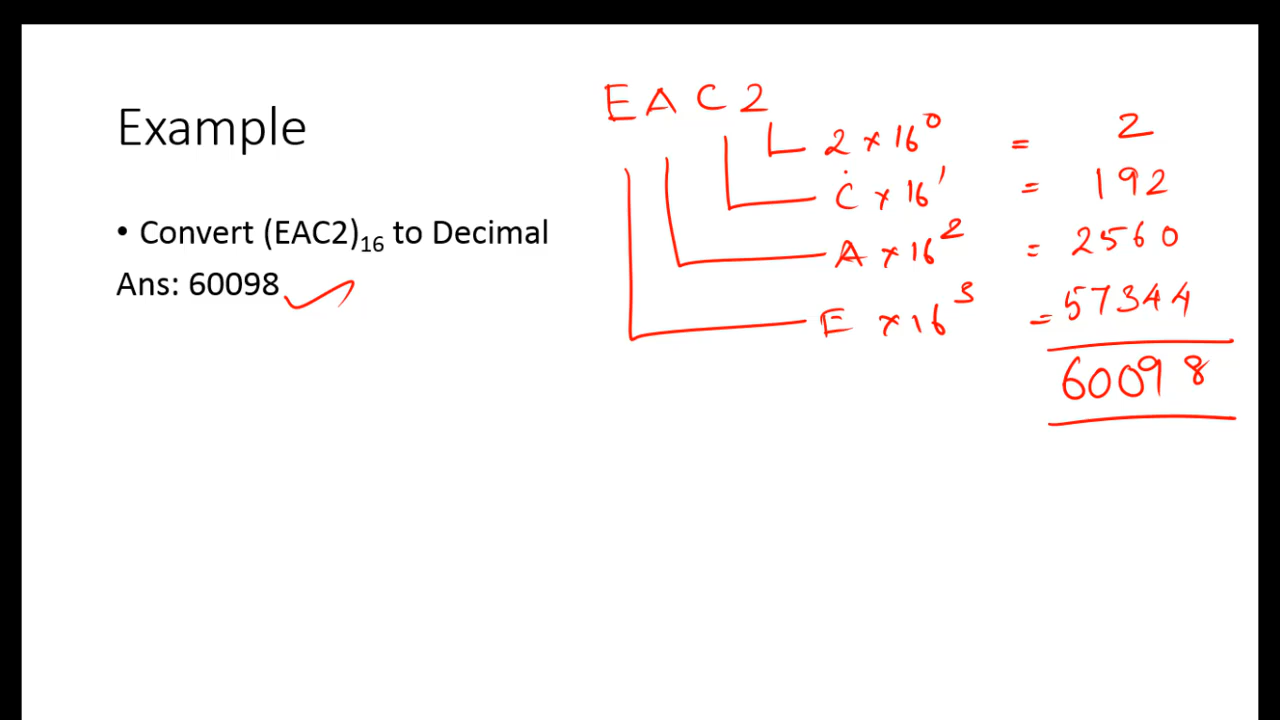 Example
• Convert (EAC2)₁₆ to Decimal
Ans: 60098
EAC2
2 × 16⁰ = 2
C × 16¹ = 192
A × 16² = 2560
E × 16³ = 57344
60098